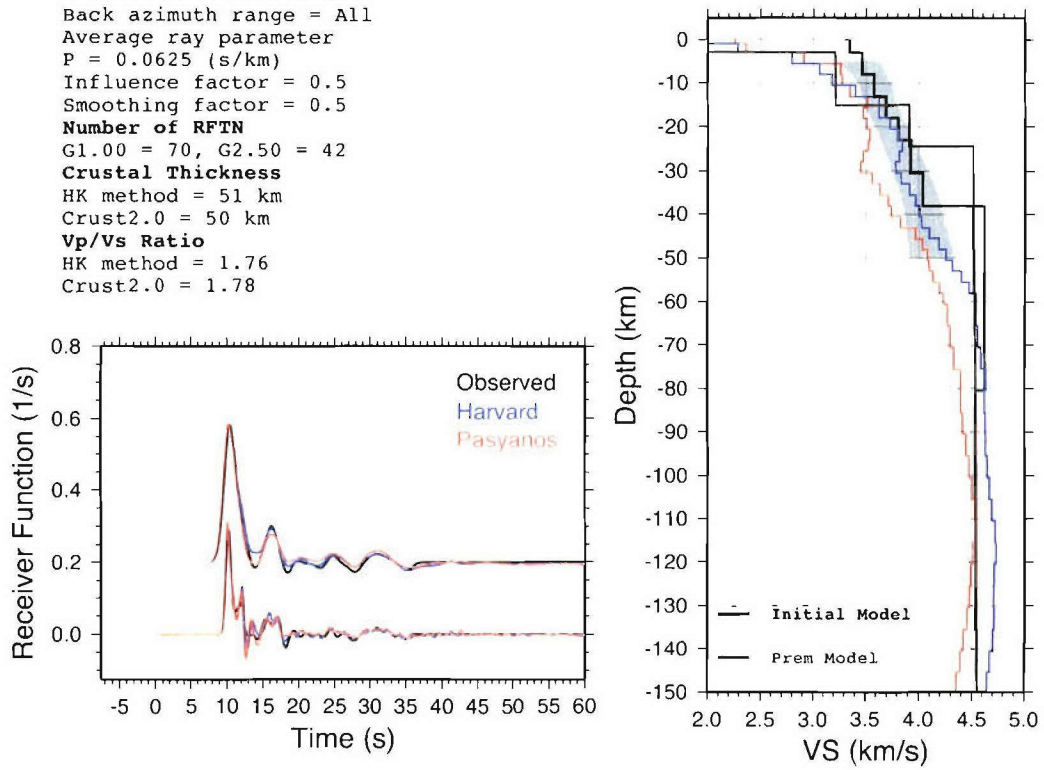 Back azimuth range = All
Average ray parameter
P = 0.0625 (s/km)
Influence factor = 0.5
Smoothing factor = 0.5
Number of RFTN
G1.00 = 70, G2.50 = 42
Crustal Thickness
HK method = 51 km
Crust2.0 = 50 km
Vp/Vs Ratio
HK method = 1.76
Crust2.0 = 1.78
Receiver Function (1/s)
0.8
0.6
0.4
0.2
0.0
Observed
Harvard
Pasyanos
-5 0 5 10 15 20 25 30 35 40 45 50 55 60
Time (s)
Depth (km)
0
-10
-20
-30
-40
-50
-60
-70
-80
-90
-100
-110
-120
-130
-140
-150
Initial Model
Prem Model
2.0 2.5 3.0 3.5 4.0 4.5 5.0
VS (km/s)